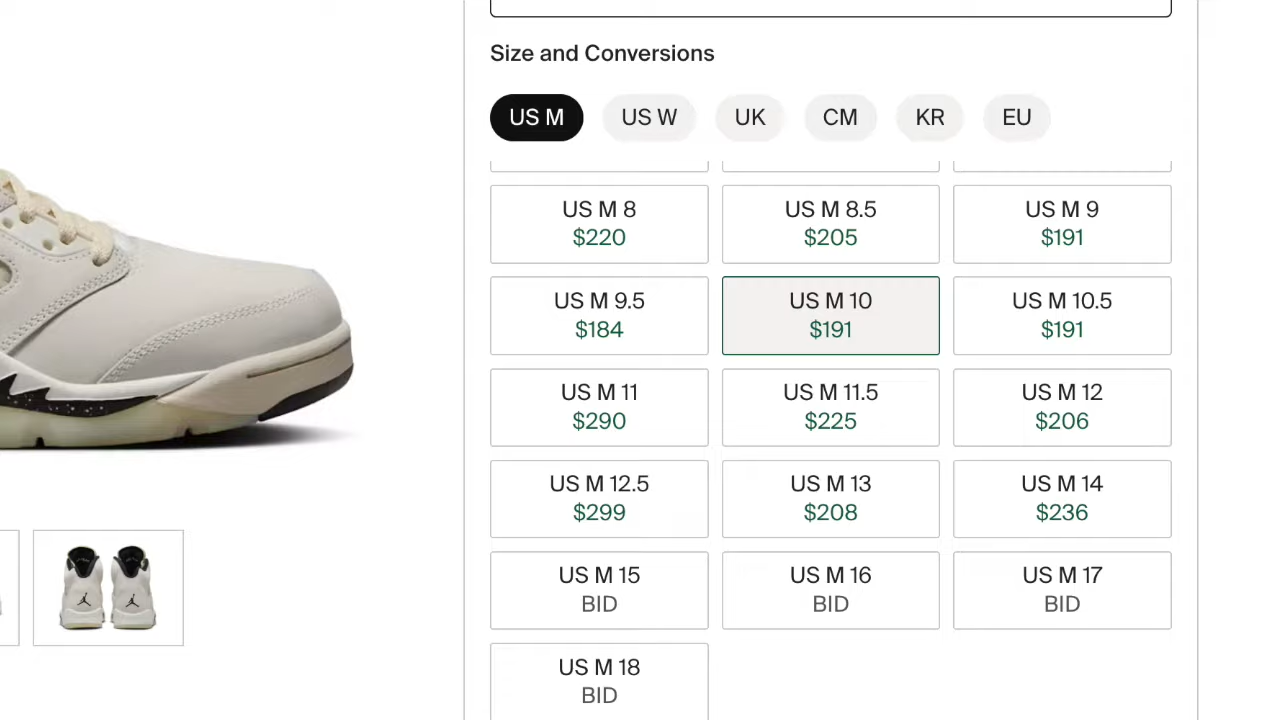 Size and Conversions
US M
US W
UK
CM
KR
EU
US M 8
$220
US M 8.5
$205
US M 9
$191
US M 9.5
$184
US M 10
$191
US M 10.5
$191
US M 11
$290
US M 11.5
$225
US M 12
$206
US M 12.5
$299
US M 13
$208
US M 14
$236
US M 15
BID
US M 16
BID
US M 17
BID
US M 18
BID